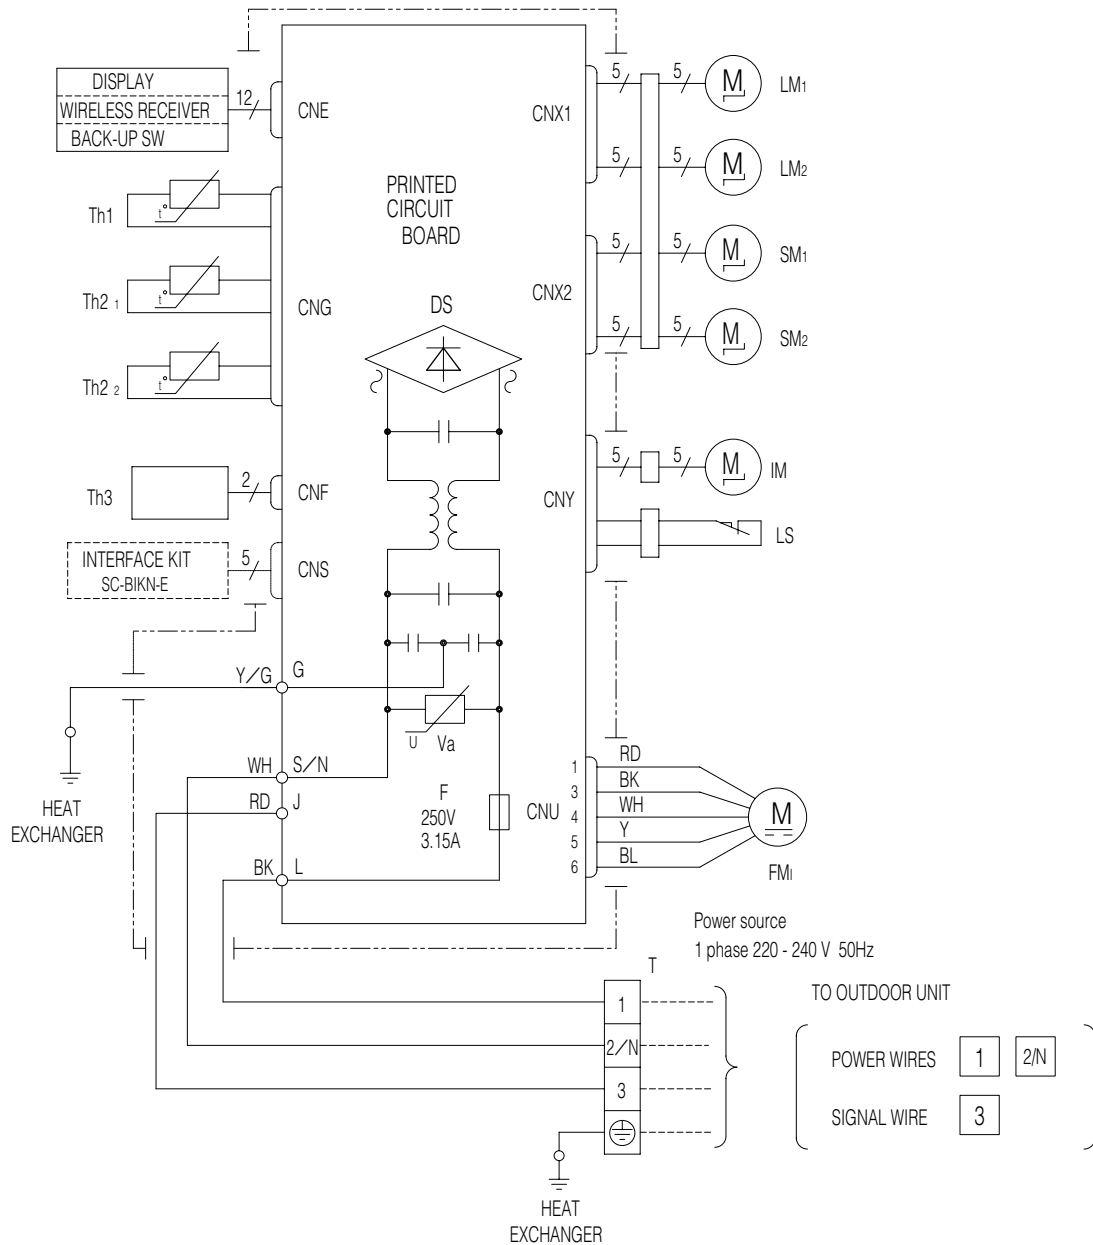 DISPLAY
WIRELESS RECEIVER
BACK-UP SW
12
CNE
Th1
t°
Th2 1
t°
CNG
Th2 2
t°
Th3
2
CNF
INTERFACE KIT
SC-BIKN-E
5
CNS
PRINTED
CIRCUIT
BOARD
DS
CNX1
5
5
M
LM1
5
5
M
LM2
CNX2
5
5
M
SM1
5
5
M
SM2
CNY
5
5
M
IM
LS
Y/G
G
U
Va
WH
S/N
RD
J
BK
L
HEAT
EXCHANGER
F
250V
3.15A
CNU
1
3
4
5
6
RD
BK
WH
Y
BL
M
FMI
Power source
1 phase 220 - 240 V 50Hz
T
1
2/N
3
TO OUTDOOR UNIT
POWER WIRES
1
2/N
SIGNAL WIRE
3
HEAT
EXCHANGER